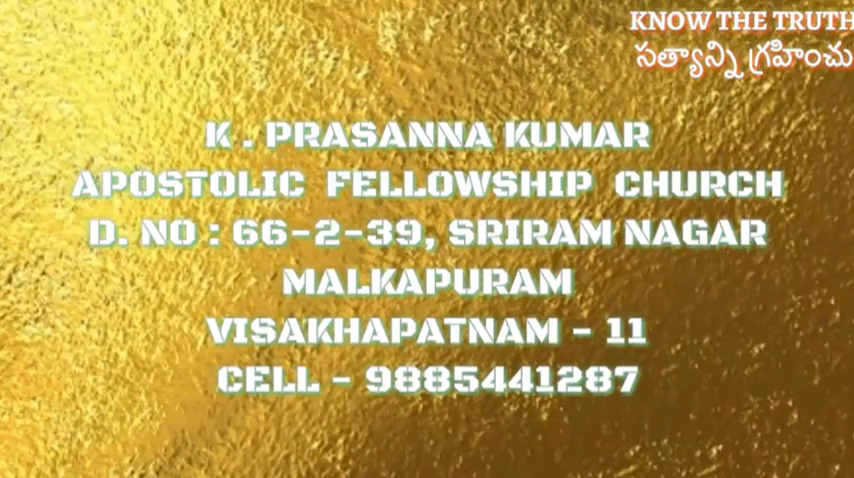 KNOW THE TRUTH
సత్యాన్ని గ్రహించు
K . PRASANNA KUMAR
APOSTOLIC FELLOWSHIP CHURCH
D. NO : 66-2-39, SRIRAM NAGAR
MALKAPURAM
VISAKHAPATNAM - 11
CELL - 9885441287